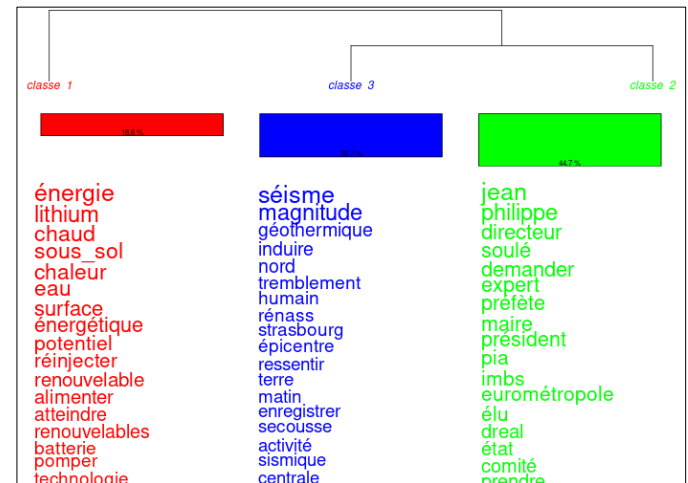 classe 1
classe 3
classe 2
18.6 %
44.7 %
énergie
lithium
chaud
sous_sol
chaleur
eau
surface
énergétique
potentiel
réinjecter
renouvelable
alimenter
atteindre
renouvelables
batterie
pomper
technologie
séisme
magnitude
géothermique
induire
nord
tremblement
humain
rénass
strasbourg
épicentre
ressentir
terre
matin
enregistrer
secousse
activité
sismique
centrale
jean
philippe
directeur
soulé
demander
expert
préfète
maire
président
pia
imbs
eurométropole
élu
dreal
état
comité
prendre